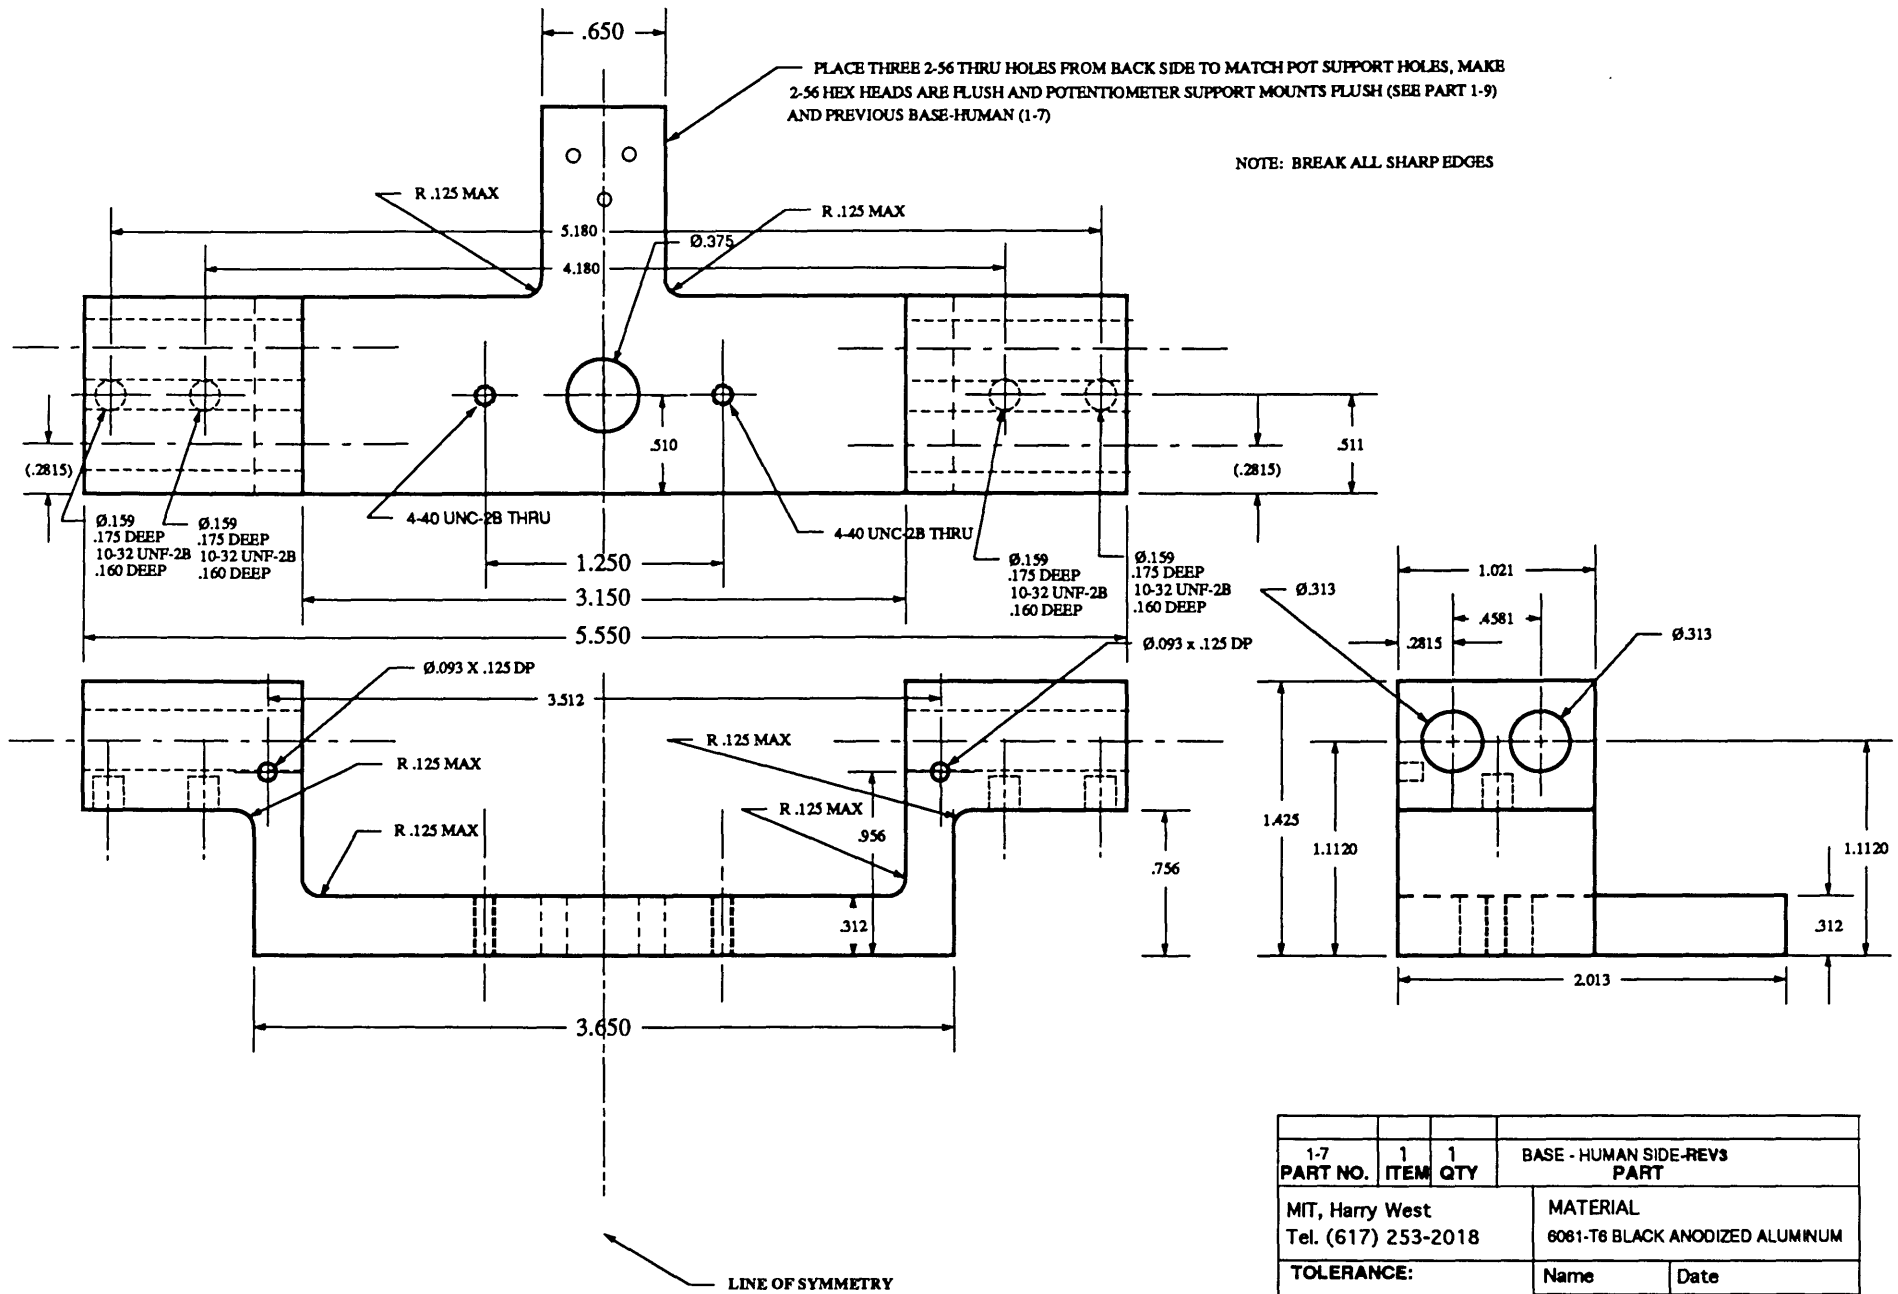 .650
PLACE THREE 2-56 THRU HOLES FROM BACK SIDE TO MATCH POT SUPPORT HOLES, MAKE
2-56 HEX HEADS ARE FLUSH AND POTENTIOMETER SUPPORT MOUNTS FLUSH (SEE PART 1-9)
AND PREVIOUS BASE-HUMAN (1-7)
NOTE: BREAK ALL SHARP EDGES
R .125 MAX
R .125 MAX
5.180
Ø.375
4.180
.510
.511
(.2815)
(.2815)
4-40 UNC-2B THRU
4-40 UNC-2B THRU
Ø.159
.175 DEEP
10-32 UNF-2B
.160 DEEP
Ø.159
.175 DEEP
10-32 UNF-2B
.160 DEEP
Ø.159
.175 DEEP
10-32 UNF-2B
.160 DEEP
Ø.159
.175 DEEP
10-32 UNF-2B
.160 DEEP
1.250
3.150
5.550
Ø.093 X .125 DP
Ø.093 x .125 DP
3.512
R .125 MAX
R .125 MAX
R .125 MAX
R .125 MAX
.956
.756
.312
3.650
1.021
Ø.313
.4581
.2815
Ø.313
1.425
1.1120
1.1120
.312
2.013
LINE OF SYMMETRY
1-7 1 1 BASE - HUMAN SIDE-REV3
PART NO. ITEM QTY PART
MIT, Harry West
Tel. (617) 253-2018
MATERIAL
6061-T6 BLACK ANODIZED ALUMINUM
TOLERANCE:
Name
Date